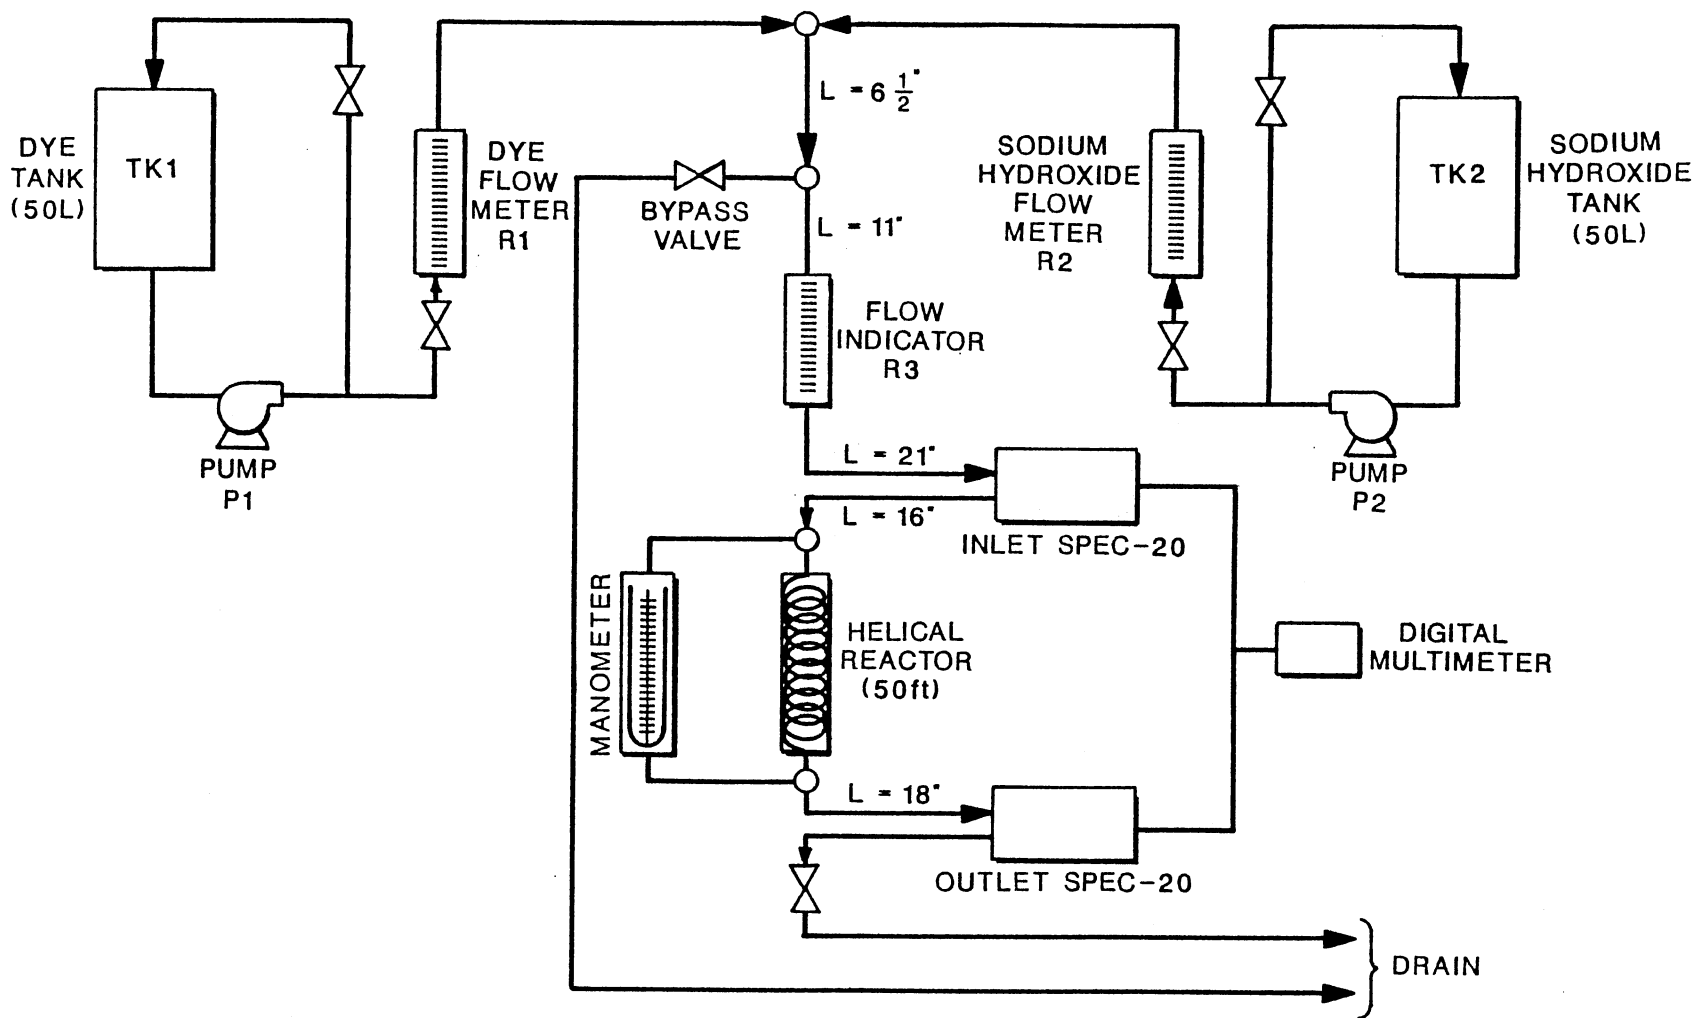 DYE
TANK
(50L)
TK1
DYE
FLOW
METER
R1
L = 6 1/2"
BYPASS
VALVE
L = 11"
SODIUM
HYDROXIDE
FLOW
METER
R2
TK2
SODIUM
HYDROXIDE
TANK
(50L)
FLOW
INDICATOR
R3
PUMP
P1
PUMP
P2
L = 21"
L = 16"
INLET SPEC-20
MANOMETER
HELICAL
REACTOR
(50ft)
DIGITAL
MULTIMETER
L = 18"
OUTLET SPEC-20
DRAIN